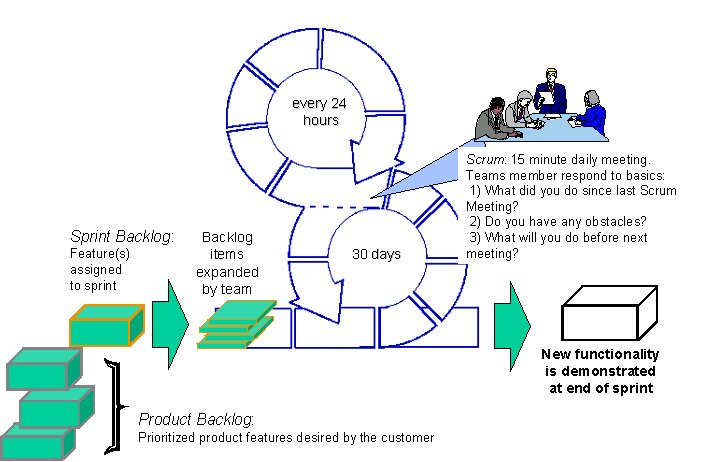 every 24
hours
Scrum: 15 minute daily meeting.
Teams member respond to basics:
1) What did you do since last Scrum
Meeting?
2) Do you have any obstacles?
3) What will you do before next
meeting?
Sprint Backlog:
Feature(s)
assigned
to sprint
Backlog
items
expanded
by team
30 days
New functionality
is demonstrated
at end of sprint
Product Backlog:
Prioritized product features desired by the customer